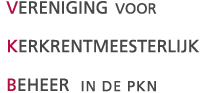 VERENIGING VOOR
KERKRENTMEESTERLIJK
BEHEER IN DE PKN